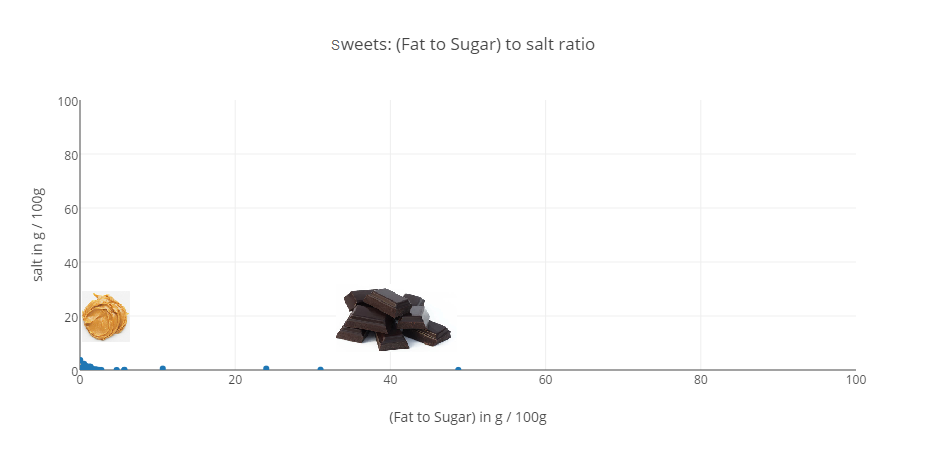 Sweets: (Fat to Sugar) to salt ratio
100
80
60
40
20
0
salt in g / 100g
0 20 40 60 80 100
(Fat to Sugar) in g / 100g